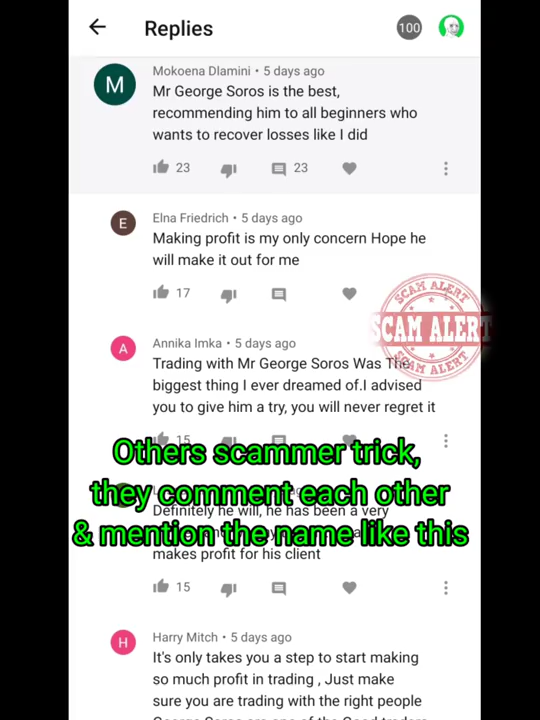 Replies
100
M
Mokoena Dlamini • 5 days ago
Mr George Soros is the best,
recommending him to all beginners who
wants to recover losses like I did
23
23
E
Elna Friedrich • 5 days ago
Making profit is my only concern Hope he
will make it out for me
17
SCAM ALERT
SCAM ALERT
SCAM ALERT
A
Annika Imka • 5 days ago
Trading with Mr George Soros Was The
biggest thing I ever dreamed of.I advised
you to give him a try, you will never regret it
15
Others scammer trick,
they comment each other
& mention the name like this
Definitely he will, he has been a very
makes profit for his client
15
H
Harry Mitch • 5 days ago
It's only takes you a step to start making
so much profit in trading , Just make
sure you are trading with the right people